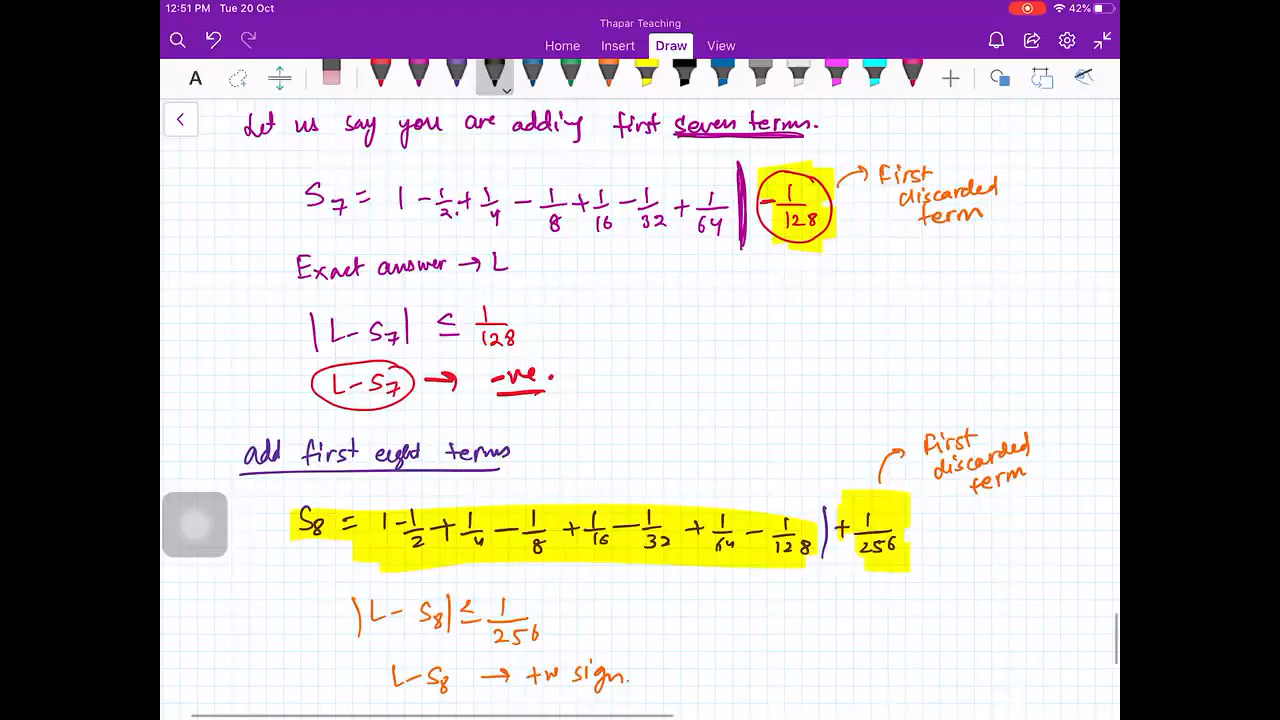 12:51 PM Tue 20 Oct
42%
Thapar Teaching
Home Insert Draw View
A
Let us say you are adding first seven terms.
S7 = 1 - 1/2 + 1/4 - 1/8 + 1/16 - 1/32 + 1/64 | - 1/128
First discarded term
Exact answer → L
|L - S7| ≤ 1/128
L - S7 → -ve.
add first eight terms
First discarded term
S8 = 1 - 1/2 + 1/4 - 1/8 + 1/16 - 1/32 + 1/64 - 1/128 | + 1/256
|L - S8| ≤ 1/256
L - S8 → +ve sign.